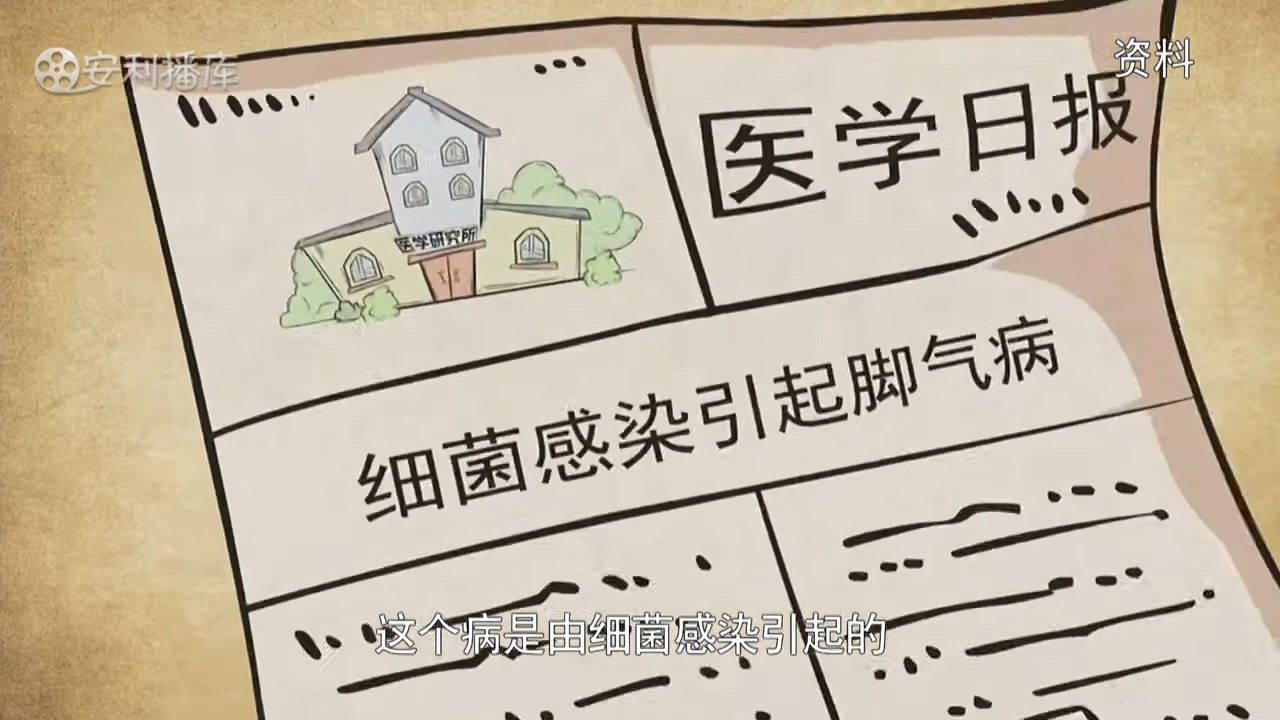 安利播库
资料
医学日报
医学研究所
细菌感染引起脚气病
这个病是由细菌感染引起的